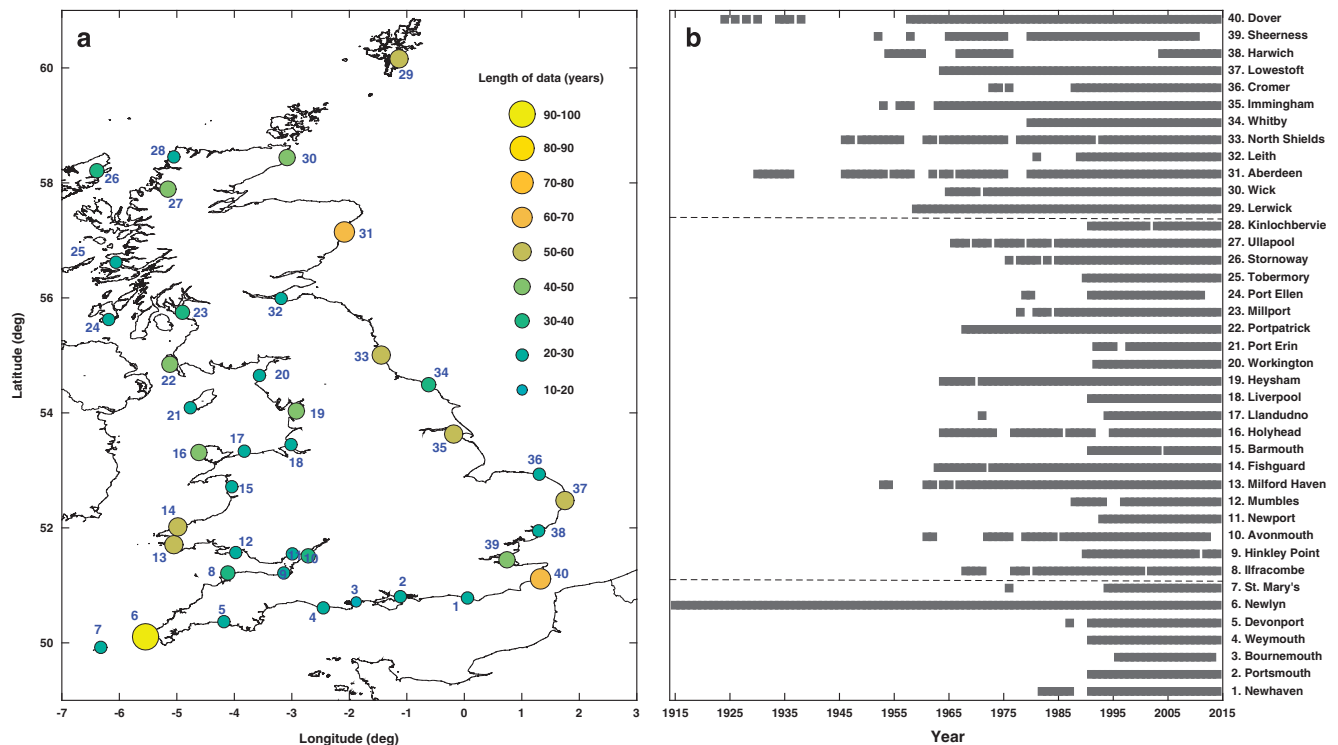 a
Length of data (years)
90-100
80-90
70-80
60-70
50-60
40-50
30-40
20-30
10-20
29
28
30
26
27
31
25
24
23
32
22
33
20
34
21
19
35
16
17
18
36
15
37
14
38
13
12
11
10
39
8
9
40
6
5
4
3
2
1
7
60
58
56
54
52
50
Latitude (deg)
-7 -6 -5 -4 -3 -2 -1 0 1 2 3
Longitude (deg)
b
40. Dover
39. Sheerness
38. Harwich
37. Lowestoft
36. Cromer
35. Immingham
34. Whitby
33. North Shields
32. Leith
31. Aberdeen
30. Wick
29. Lerwick
28. Kinlochbervie
27. Ullapool
26. Stornoway
25. Tobermory
24. Port Ellen
23. Millport
22. Portpatrick
21. Port Erin
20. Workington
19. Heysham
18. Liverpool
17. Llandudno
16. Holyhead
15. Barmouth
14. Fishguard
13. Milford Haven
12. Mumbles
11. Newport
10. Avonmouth
9. Hinkley Point
8. Ilfracombe
7. St. Mary's
6. Newlyn
5. Devonport
4. Weymouth
3. Bournemouth
2. Portsmouth
1. Newhaven
1915 1925 1935 1945 1955 1965 1975 1985 1995 2005 2015
Year